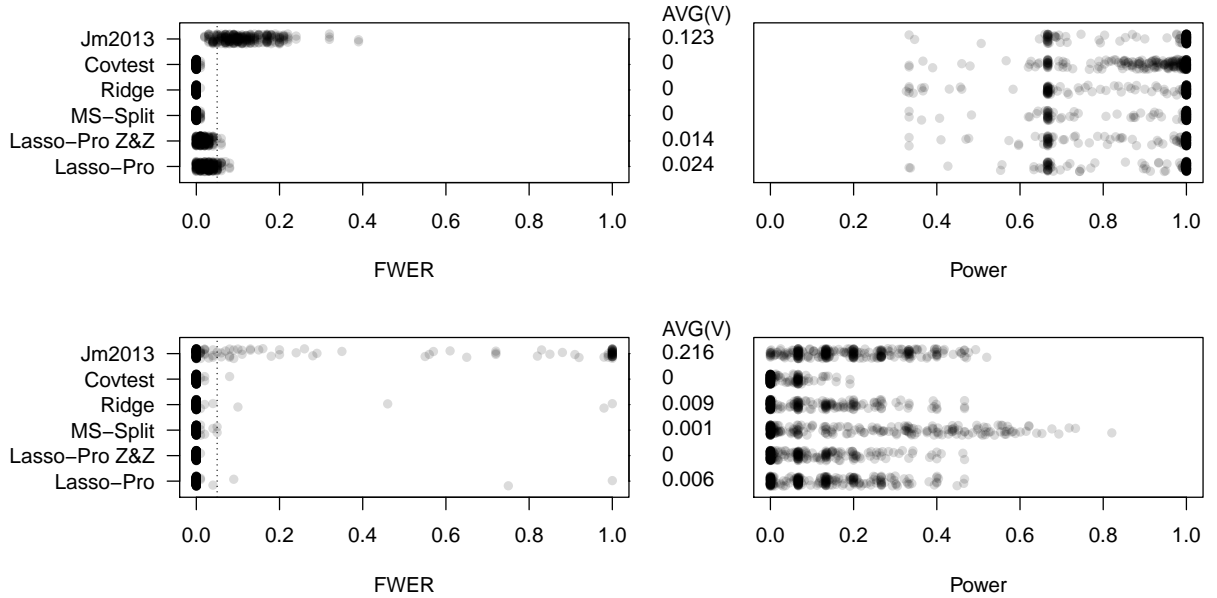 AVG(V)
Jm2013 0.123
Covtest 0
Ridge 0
MS−Split 0
Lasso−Pro Z&Z 0.014
Lasso−Pro 0.024
0.0 0.2 0.4 0.6 0.8 1.0 0.0 0.2 0.4 0.6 0.8 1.0
FWER Power
AVG(V)
Jm2013 0.216
Covtest 0
Ridge 0.009
MS−Split 0.001
Lasso−Pro Z&Z 0
Lasso−Pro 0.006
0.0 0.2 0.4 0.6 0.8 1.0 0.0 0.2 0.4 0.6 0.8 1.0
FWER Power